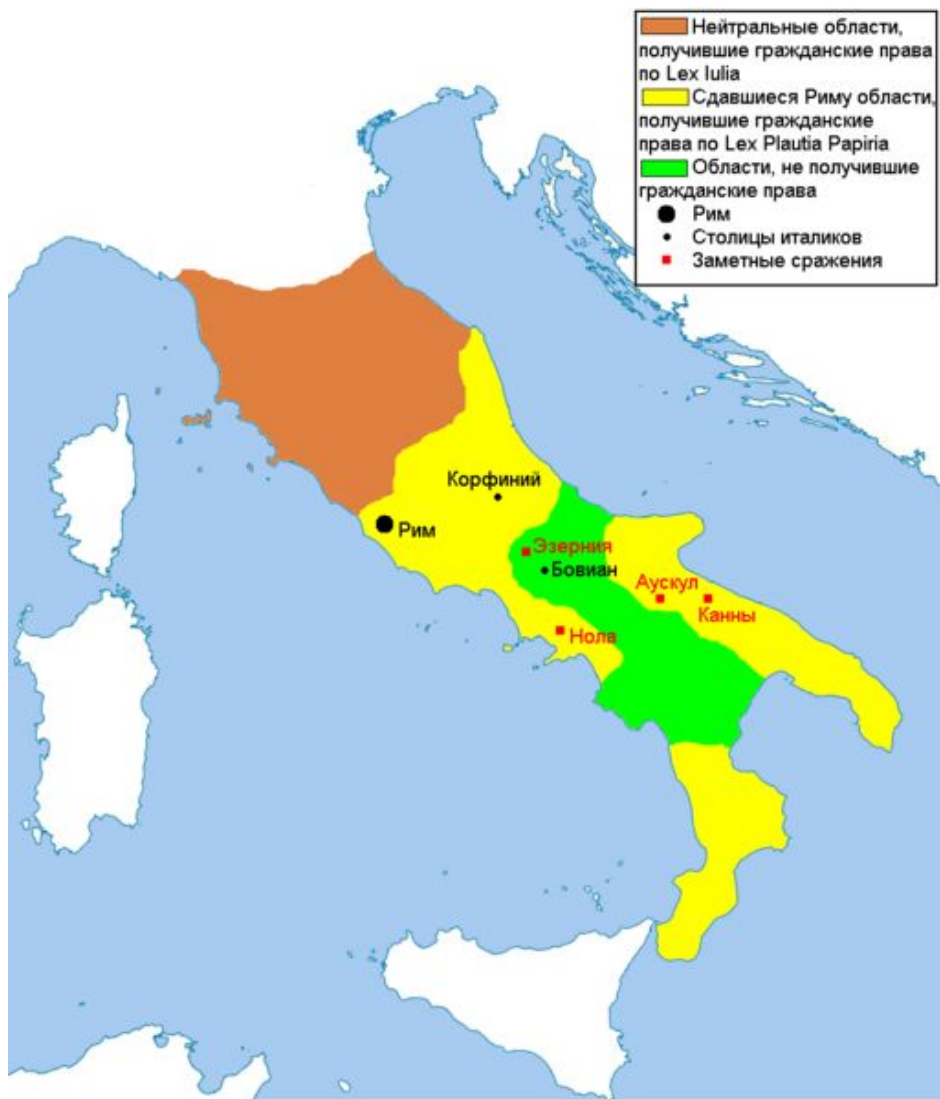 Нейтральные области,
получившие гражданские права
по Lex Iulia
Сдавшиеся Риму области,
получившие гражданские
права по Lex Plautia Papiria
Области, не получившие
гражданские права
Рим
Столицы италиков
Заметные сражения
Корфиний
Рим
Эзерния
Бовиан
Аускул
Канны
Нола